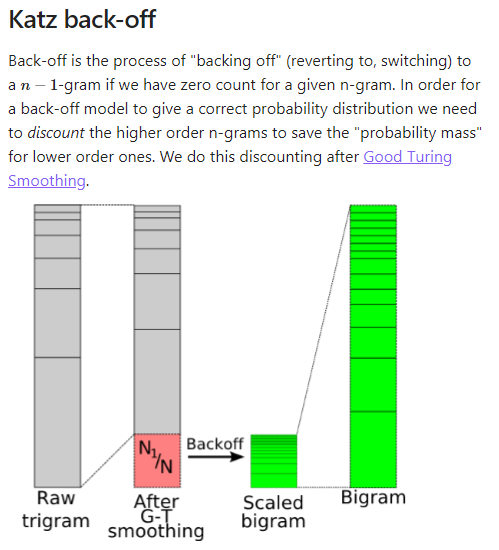 Katz back-off
Back-off is the process of "backing off" (reverting to, switching) to
a n − 1-gram if we have zero count for a given n-gram. In order for
a back-off model to give a correct probability distribution we need
to discount the higher order n-grams to save the "probability mass"
for lower order ones. We do this discounting after Good Turing
Smoothing.
N₁/N
Backoff
Raw
trigram
After
G-T
smoothing
Scaled
bigram
Bigram